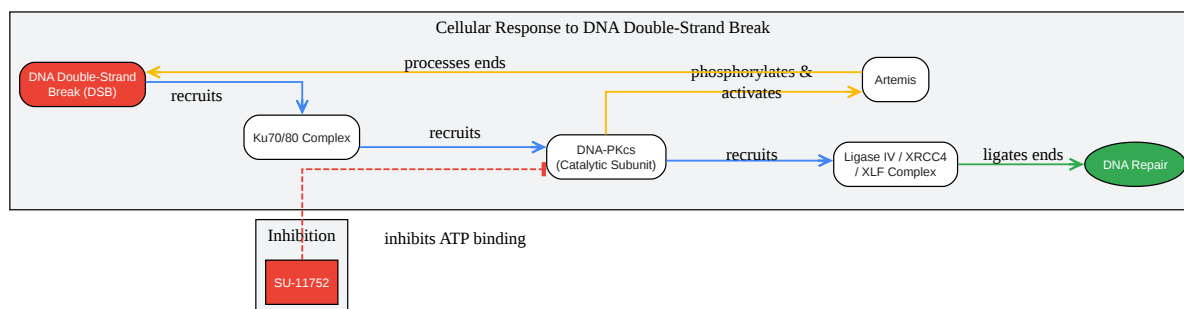 Cellular Response to DNA Double-Strand Break
DNA Double-Strand
Break (DSB)
processes ends
phosphorylates &
activates
Artemis
recruits
Ku70/80 Complex
recruits
DNA-PKcs
(Catalytic Subunit)
recruits
Ligase IV / XRCC4
/ XLF Complex
ligates ends
DNA Repair
Inhibition
inhibits ATP binding
SU-11752